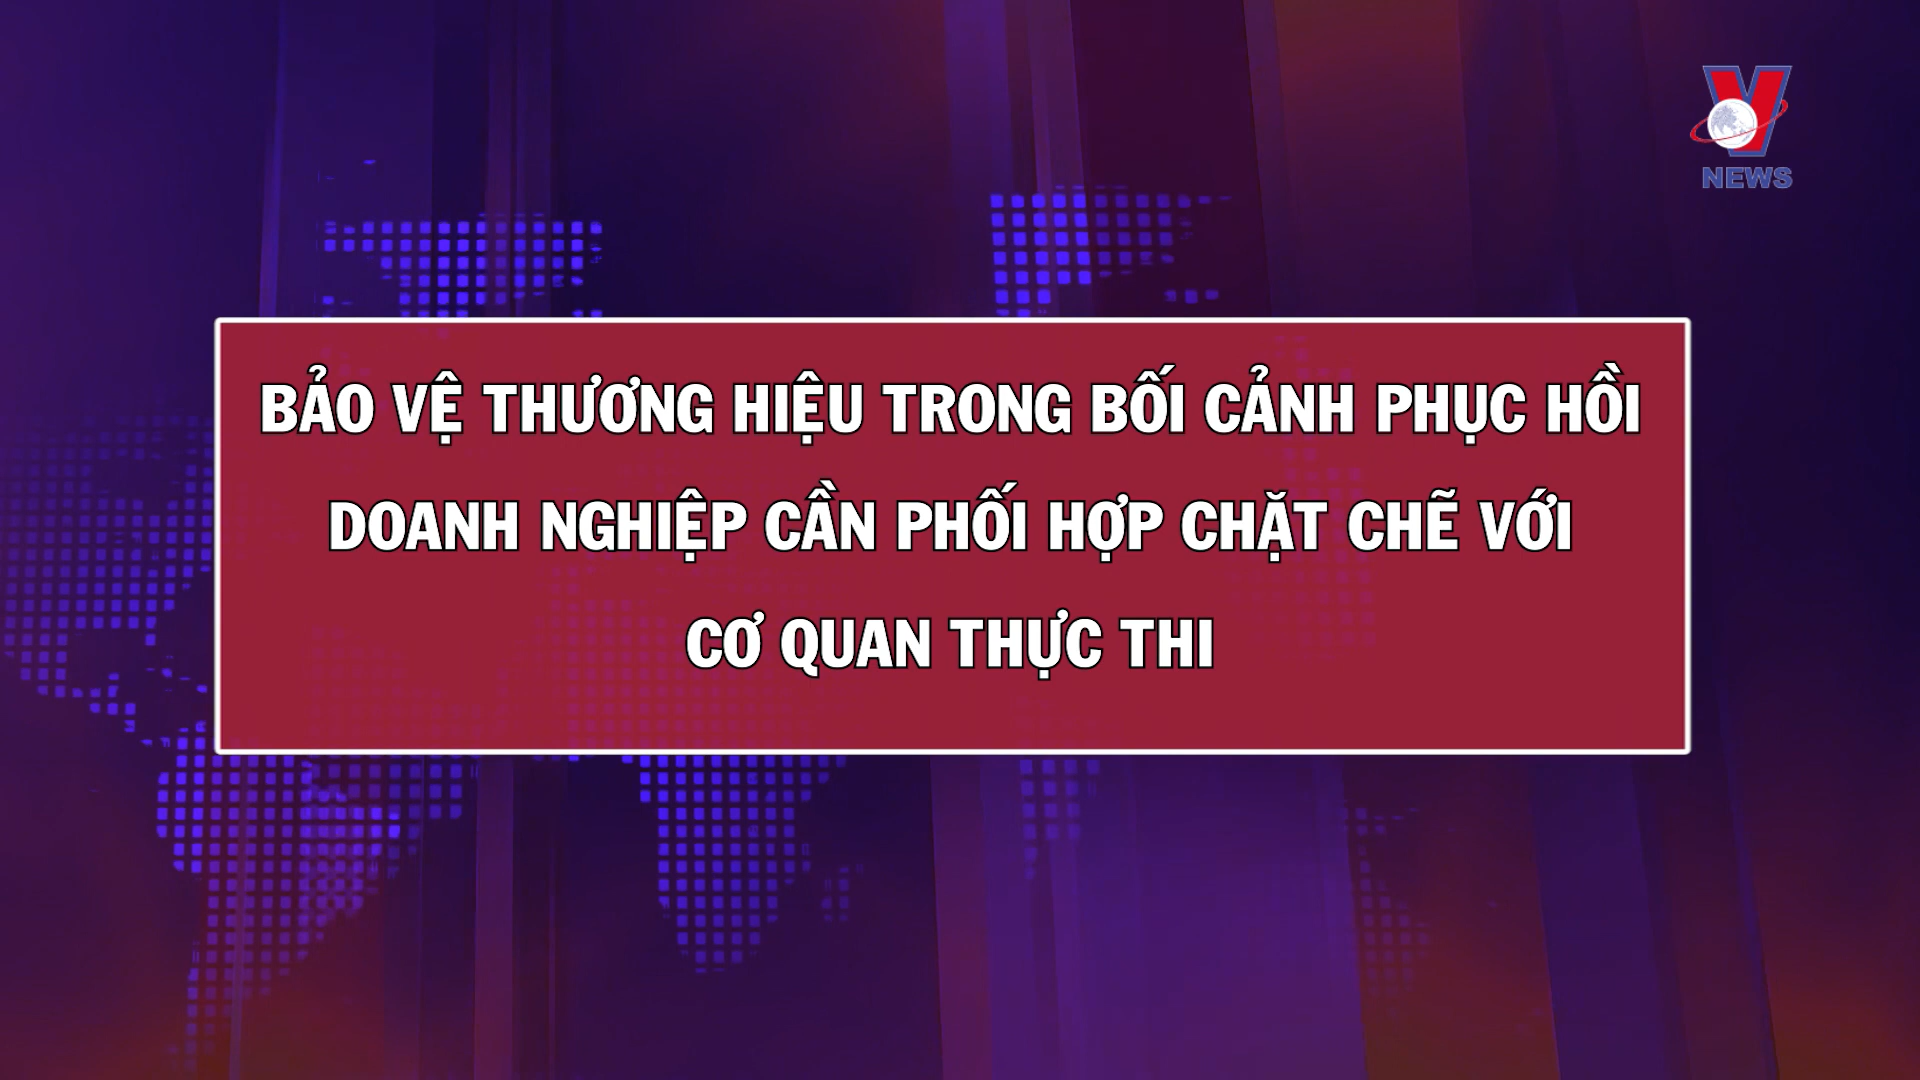 V
NEWS
BẢO VỆ THƯƠNG HIỆU TRONG BỐI CẢNH PHỤC HỒI
DOANH NGHIỆP CẦN PHỐI HỢP CHẶT CHẼ VỚI
CƠ QUAN THỰC THI